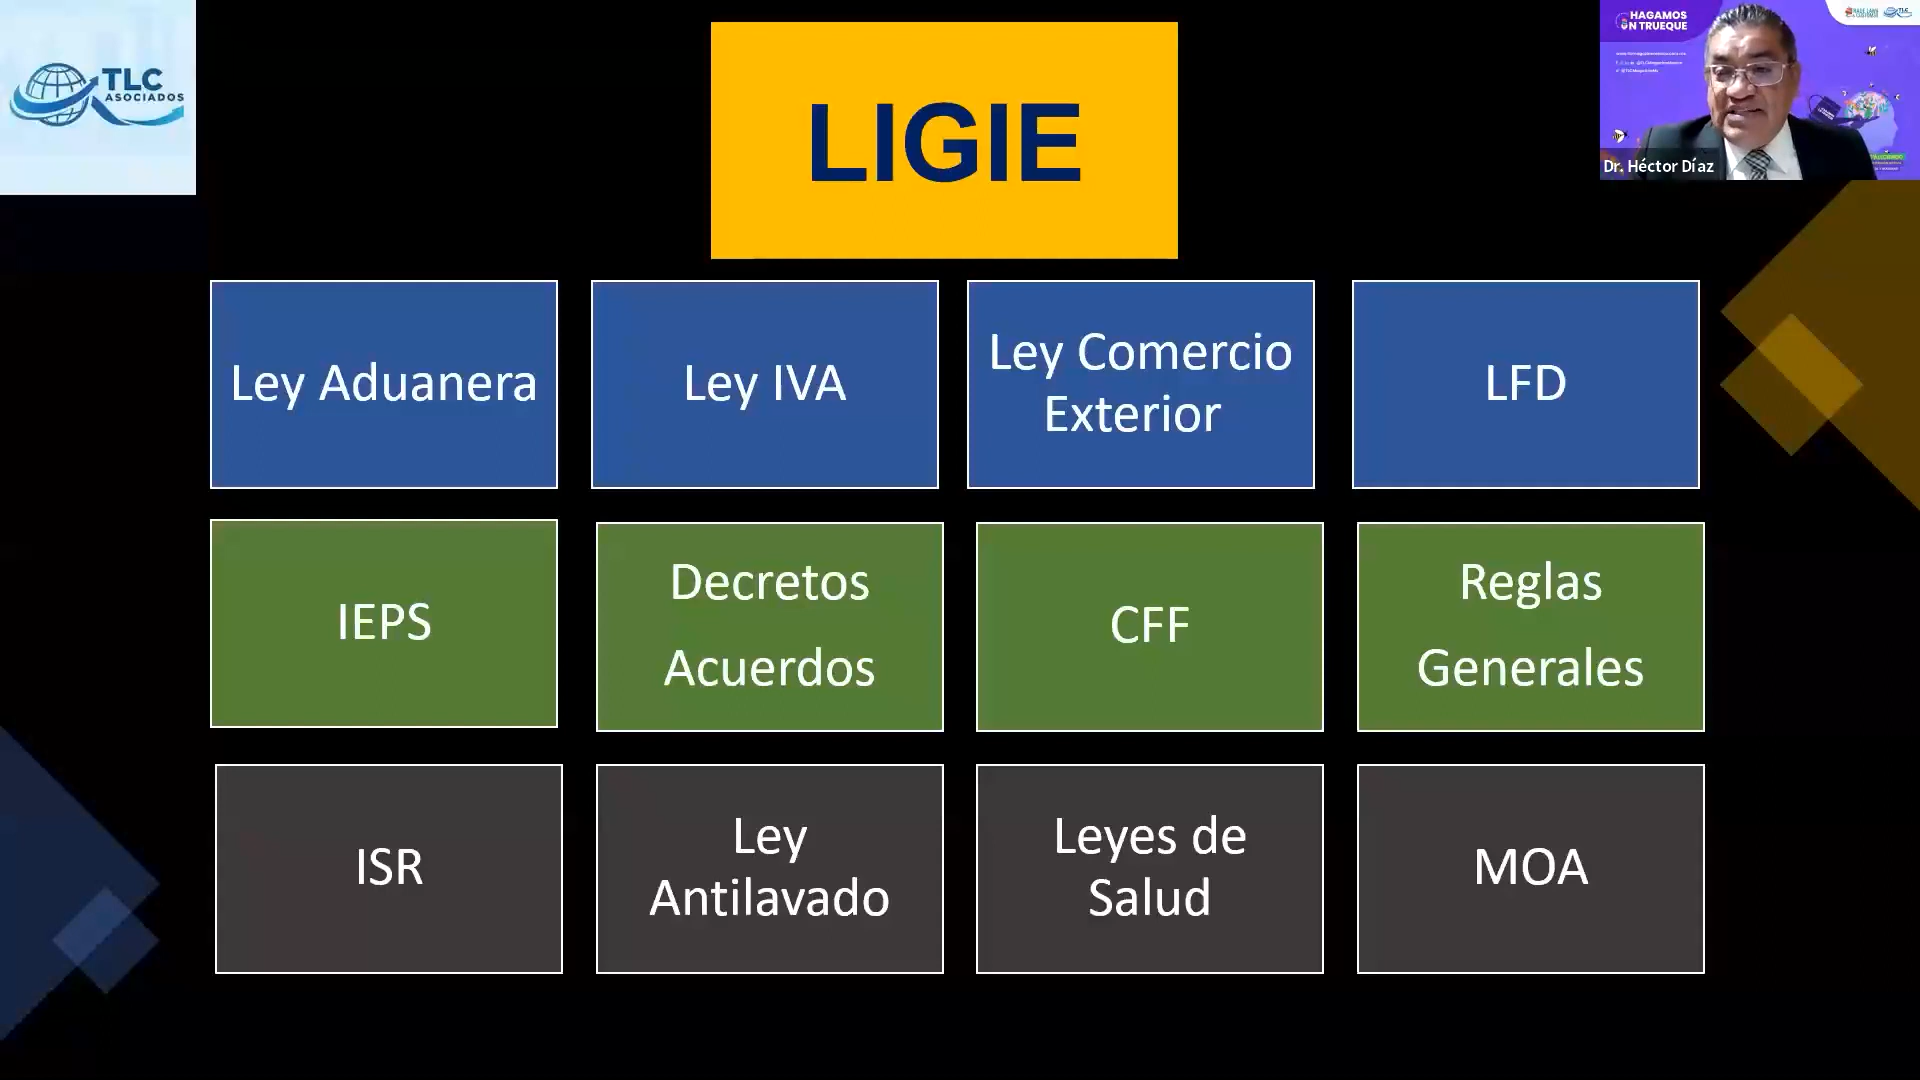 TLC
ASOCIADOS
LIGIE
HAGAMOS
UN TRUEQUE
Dr. Héctor Díaz
Ley Aduanera
Ley IVA
Ley Comercio
Exterior
LFD
IEPS
Decretos
Acuerdos
CFF
Reglas
Generales
ISR
Ley
Antilavado
Leyes de
Salud
MOA